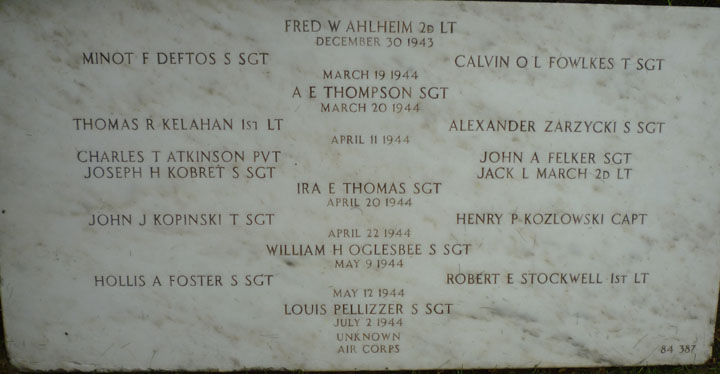 FRED W AHLHEIM 2D LT
DECEMBER 30 1943
MINOT F DEFTOS S SGT CALVIN O L FOWLKES T SGT
MARCH 19 1944
A E THOMPSON SGT
MARCH 20 1944
THOMAS R KELAHAN 1ST LT ALEXANDER ZARZYCKI S SGT
APRIL 11 1944
CHARLES T ATKINSON PVT JOHN A FELKER SGT
JOSEPH H KOBRET S SGT JACK L MARCH 2D LT
IRA E THOMAS SGT
APRIL 20 1944
JOHN J KOPINSKI T SGT HENRY P KOZLOWSKI CAPT
APRIL 22 1944
WILLIAM H OGLESBEE S SGT
MAY 9 1944
HOLLIS A FOSTER S SGT ROBERT E STOCKWELL 1ST LT
MAY 12 1944
LOUIS PELLIZZER S SGT
JULY 2 1944
UNKNOWN
AIR CORPS
84 387